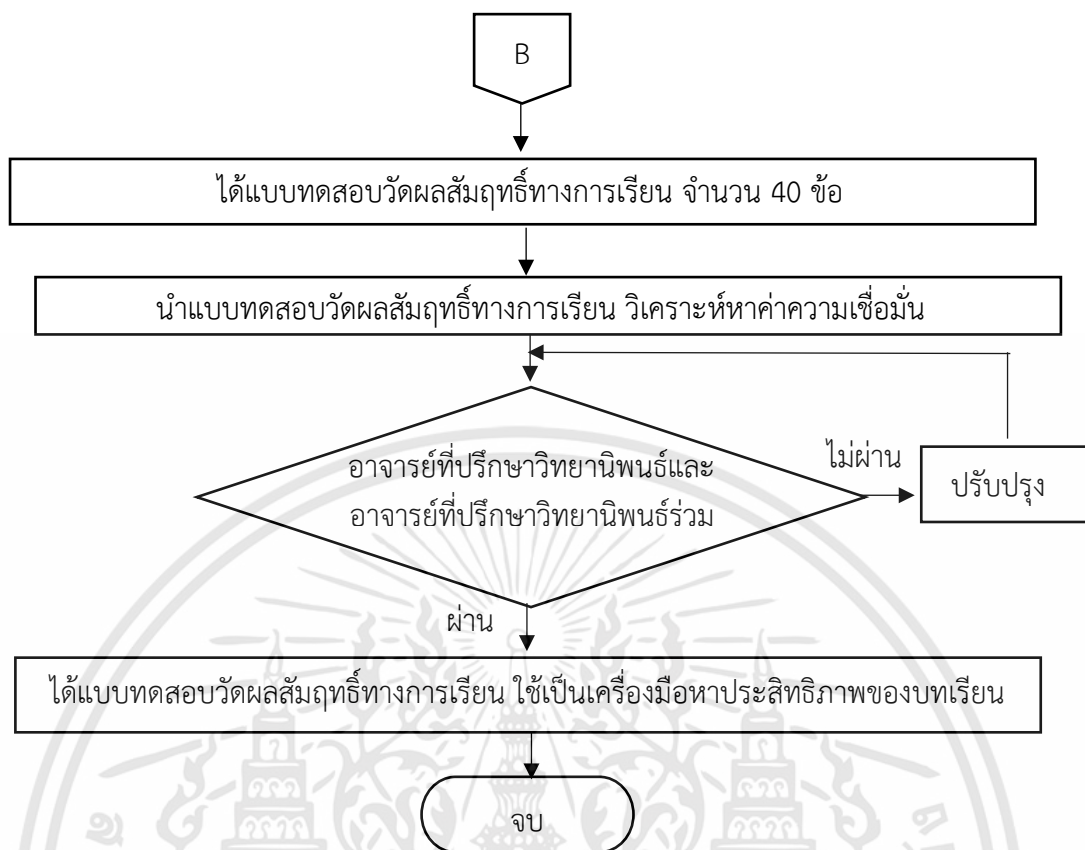 B
ได้แบบทดสอบวัดผลสัมฤทธิ์ทางการเรียน จำนวน 40 ข้อ
นำแบบทดสอบวัดผลสัมฤทธิ์ทางการเรียน วิเคราะห์หาค่าความเชื่อมั่น
อาจารย์ที่ปรึกษาวิทยานิพนธ์และ
อาจารย์ที่ปรึกษาวิทยานิพนธ์ร่วม
ไม่ผ่าน
ปรับปรุง
ผ่าน
ได้แบบทดสอบวัดผลสัมฤทธิ์ทางการเรียน ใช้เป็นเครื่องมือหาประสิทธิภาพของบทเรียน
จบ